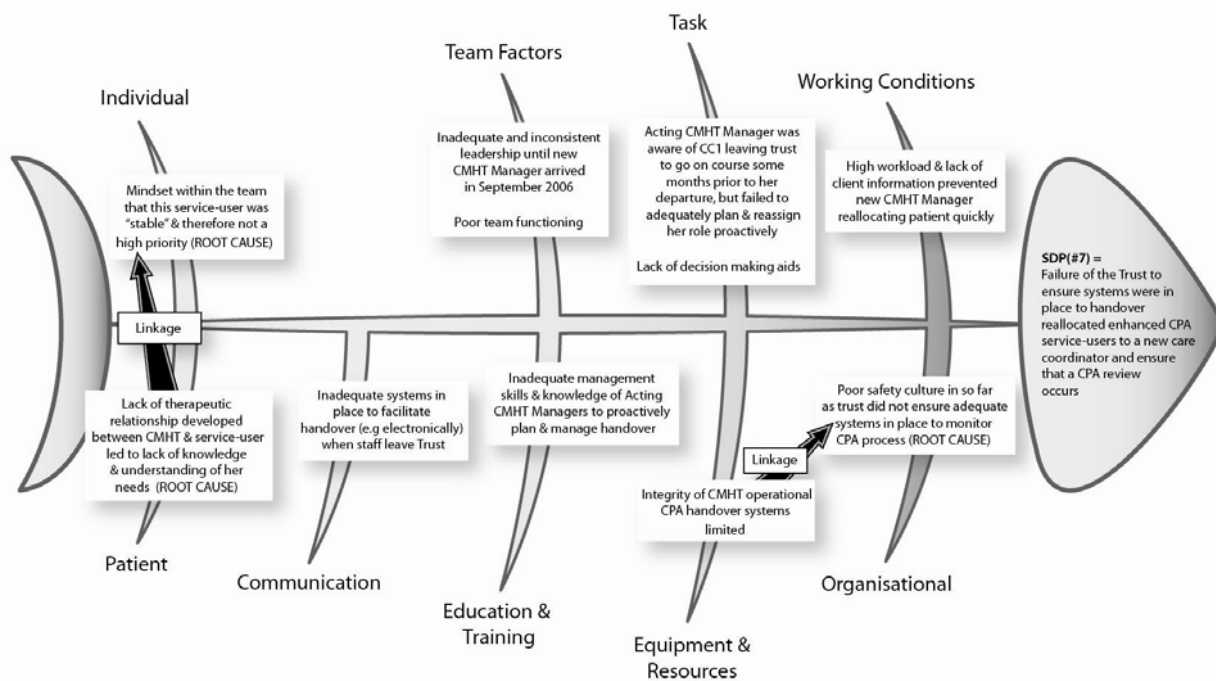 Task
Team Factors
Working Conditions
Individual
Inadequate and inconsistent
leadership until new
CMHT Manager arrived
in September 2006
Poor team functioning
Acting CMHT Manager was
aware of CC1 leaving trust
to go on course some
months prior to her
departure, but failed to
adequately plan & reassign
her role proactively
Lack of decision making aids
High workload & lack of
client information prevented
new CMHT Manager
reallocating patient quickly
Mindset within the team
that this service-user was
"stable" & therefore not a
high priority (ROOT CAUSE)
SDP(#7) =
Failure of the Trust to
ensure systems were in
place to handover
reallocated enhanced CPA
service-users to a new care
coordinator and ensure
that a CPA review
occurs
Linkage
Lack of therapeutic
relationship developed
between CMHT & service-user
led to lack of knowledge
& understanding of her
needs (ROOT CAUSE)
Inadequate systems in
place to facilitate
handover (e.g electronically)
when staff leave Trust
Inadequate management
skills & knowledge of Acting
CMHT Managers to proactively
plan & manage handover
Poor safety culture in so far
as trust did not ensure adequate
systems in place to monitor
CPA process (ROOT CAUSE)
Linkage
Integrity of CMHT operational
CPA handover systems
limited
Patient
Communication
Education &
Training
Equipment &
Resources
Organisational